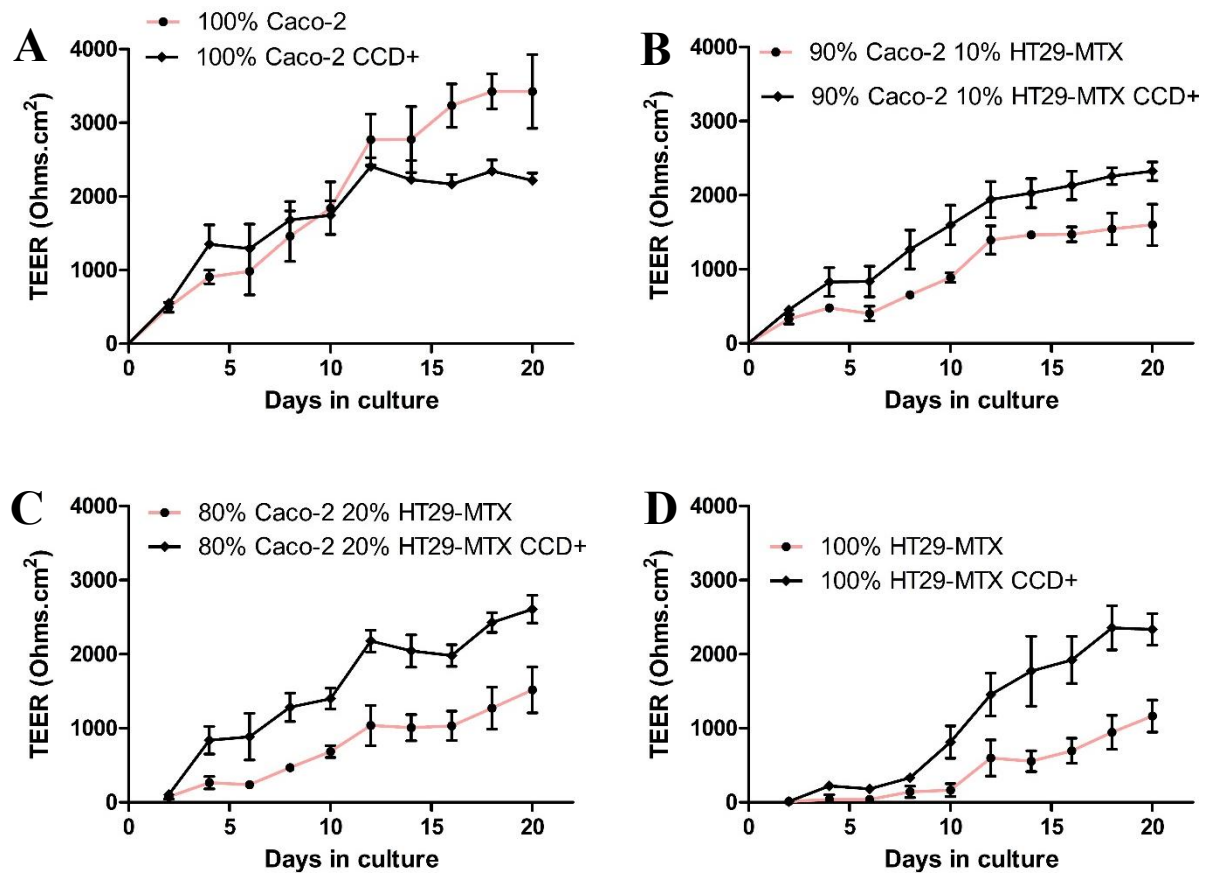 A
100% Caco-2
100% Caco-2 CCD+
4000
3000
2000
1000
0
TEER (Ohms.cm²)
0 5 10 15 20
Days in culture
B
90% Caco-2 10% HT29-MTX
90% Caco-2 10% HT29-MTX CCD+
4000
3000
2000
1000
0
TEER (Ohms.cm²)
0 5 10 15 20
Days in culture
C
80% Caco-2 20% HT29-MTX
80% Caco-2 20% HT29-MTX CCD+
4000
3000
2000
1000
0
TEER (Ohms.cm²)
0 5 10 15 20
Days in culture
D
100% HT29-MTX
100% HT29-MTX CCD+
4000
3000
2000
1000
0
TEER (Ohms.cm²)
0 5 10 15 20
Days in culture